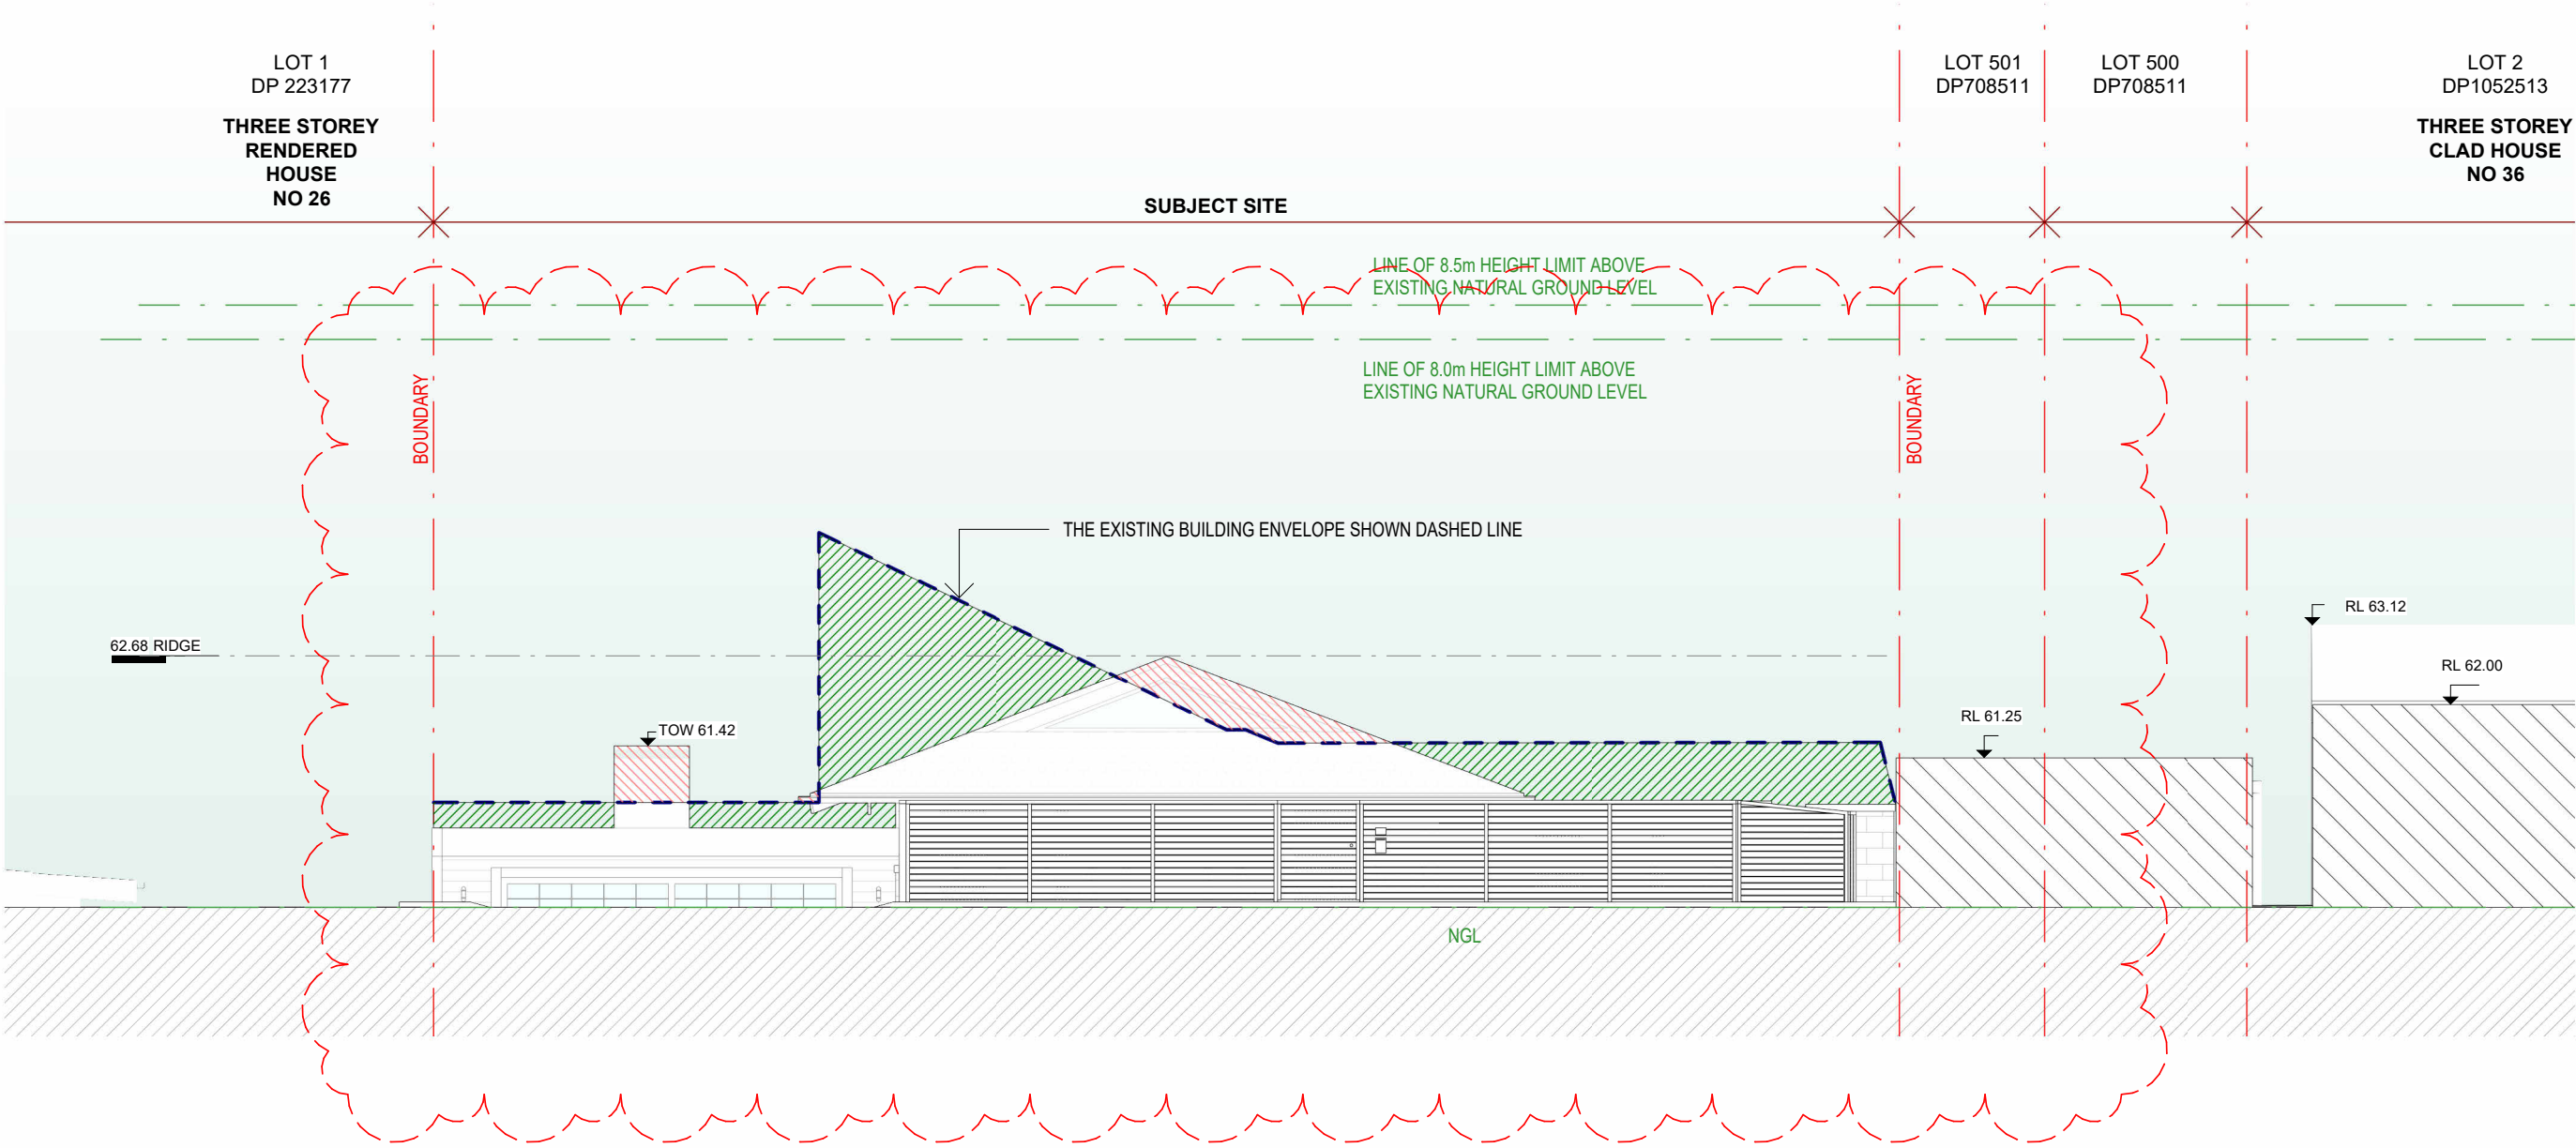 LOT 1
DP 223177
THREE STOREY
RENDERED
HOUSE
NO 26
LOT 501
DP708511
LOT 500
DP708511
LOT 2
DP1052513
THREE STOREY
CLAD HOUSE
NO 36
SUBJECT SITE
LINE OF 8.5m HEIGHT LIMIT ABOVE
EXISTING NATURAL GROUND LEVEL
LINE OF 8.0m HEIGHT LIMIT ABOVE
EXISTING NATURAL GROUND LEVEL
BOUNDARY
BOUNDARY
THE EXISTING BUILDING ENVELOPE SHOWN DASHED LINE
RL 63.12
62.68 RIDGE
RL 62.00
TOW 61.42
RL 61.25
NGL